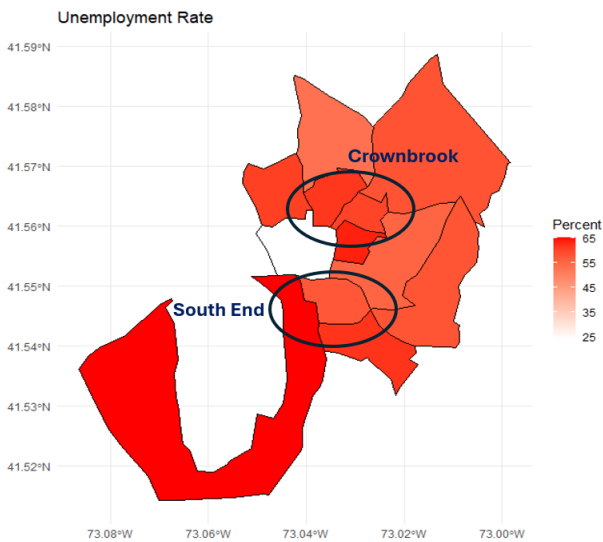 Unemployment Rate
41.59°N
41.58°N
41.57°N
41.56°N
41.55°N
41.54°N
41.53°N
41.52°N
Crownbrook
South End
Percent
65
55
45
35
25
73.08°W 73.06°W 73.04°W 73.02°W 73.00°W